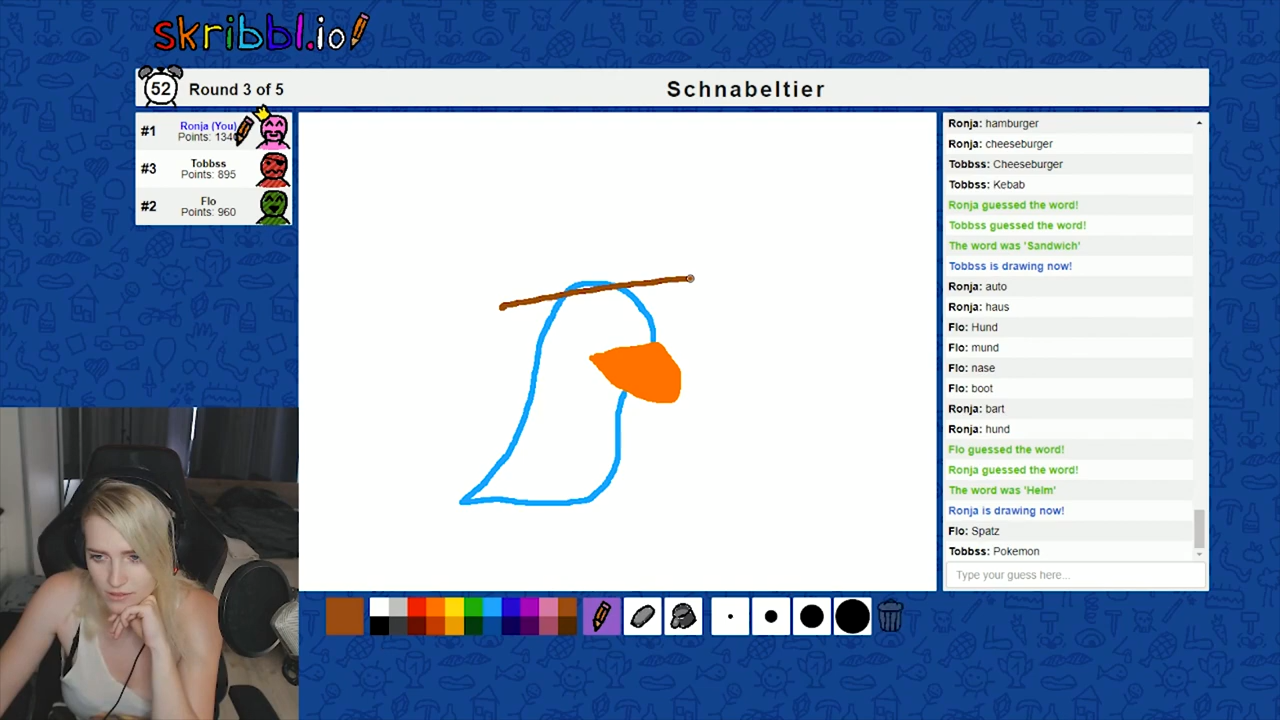 skribbl.io
52 Round 3 of 5
Schnabeltier
#1 Ronja (You)
Points: 1340
#3 Tobbss
Points: 895
#2 Flo
Points: 960
Ronja: hamburger
Ronja: cheeseburger
Tobbss: Cheeseburger
Tobbss: Kebab
Ronja guessed the word!
Tobbss guessed the word!
The word was 'Sandwich'
Tobbss is drawing now!
Ronja: auto
Ronja: haus
Flo: Hund
Flo: mund
Flo: nase
Flo: boot
Ronja: bart
Ronja: hund
Flo guessed the word!
Ronja guessed the word!
The word was 'Helm'
Ronja is drawing now!
Flo: Spatz
Tobbss: Pokemon
Type your guess here...